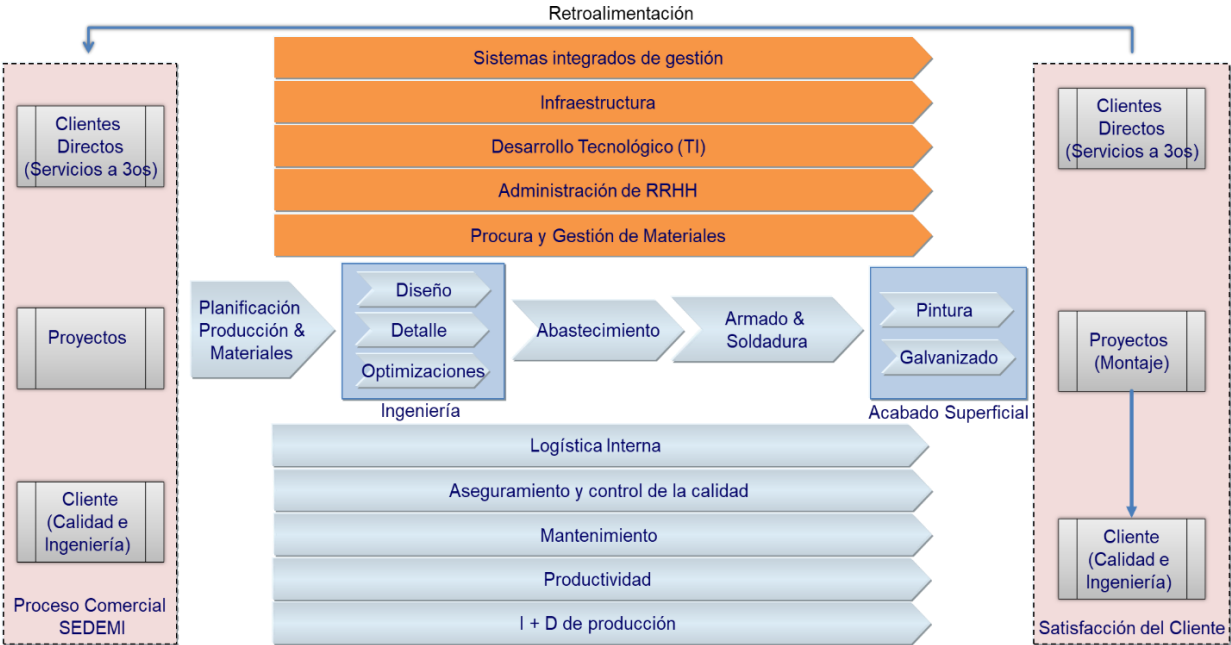 Retroalimentación
Sistemas integrados de gestión
Infraestructura
Desarrollo Tecnológico (TI)
Administración de RRHH
Procura y Gestión de Materiales
Clientes
Directos
(Servicios a 3os)
Proyectos
Cliente
(Calidad e
Ingeniería)
Proceso Comercial
SEDEMI
Planificación
Producción &
Materiales
Diseño
Detalle
Optimizaciones
Ingeniería
Abastecimiento
Armado &
Soldadura
Pintura
Galvanizado
Acabado Superficial
Logística Interna
Aseguramiento y control de la calidad
Mantenimiento
Productividad
I + D de producción
Clientes
Directos
(Servicios a 3os)
Proyectos
(Montaje)
Cliente
(Calidad e
Ingeniería)
Satisfacción del Cliente